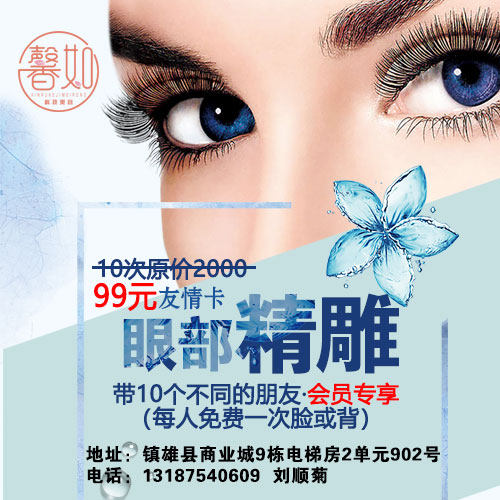 馨如
10次原价2000
99元友情卡
眼部精雕
带10个不同的朋友·会员专享
(每人免费一次脸或背)
地址：镇雄县商业城9栋电梯房2单元902号
电话：13187540609 刘顺菊